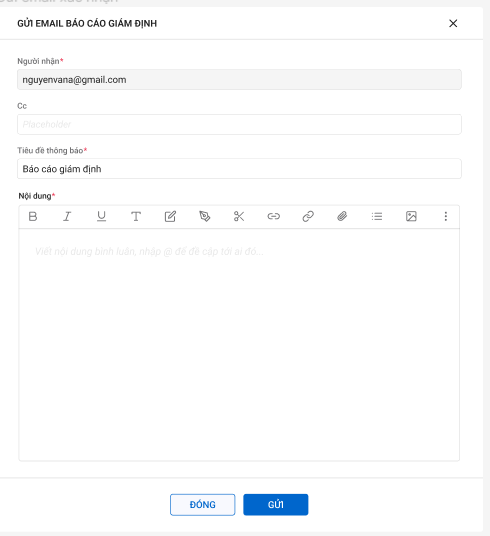 GỬI EMAIL BÁO CÁO GIÁM ĐỊNH
Người nhận*
nguyenvana@gmail.com
Cc
Placeholder
Tiêu đề thông báo*
Báo cáo giám định
Nội dung*
Viết nội dung bình luận, nhập @ để đề cập tới ai đó...
ĐÓNG
GỬI